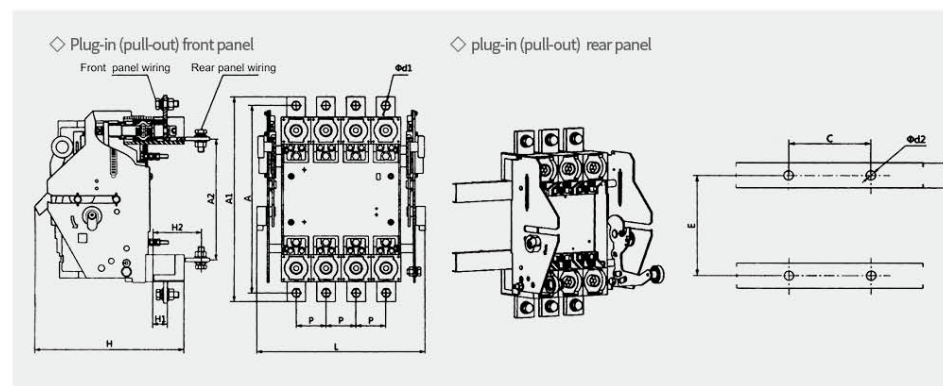 ◇ Plug-in (pull-out) front panel
◇ plug-in (pull-out) rear panel
Front panel wiring
Rear panel wiring
Φd1
A1
A
A2
H2
H1
H
P
P
P
L
C
Φd2
E